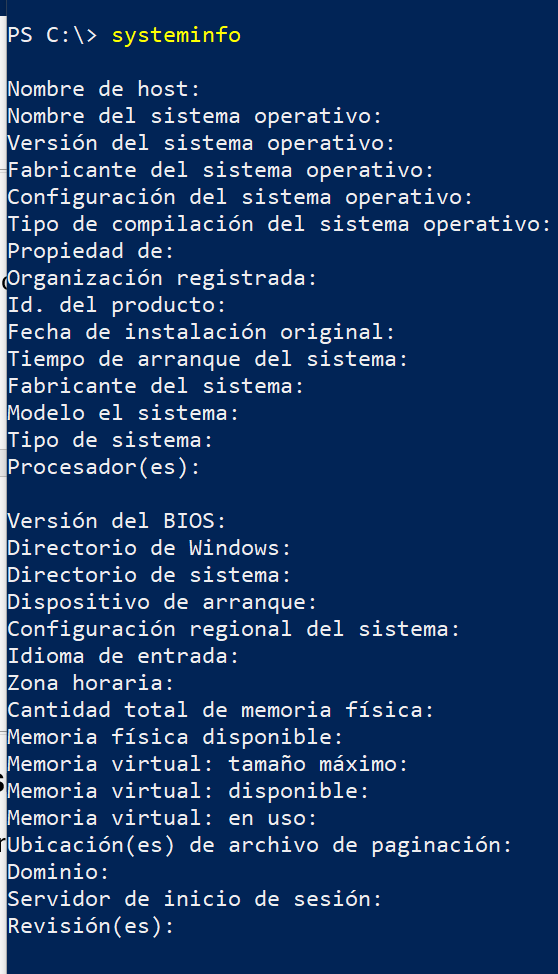 PS C:\> systeminfo
Nombre de host:
Nombre del sistema operativo:
Versión del sistema operativo:
Fabricante del sistema operativo:
Configuración del sistema operativo:
Tipo de compilación del sistema operativo:
Propiedad de:
Organización registrada:
Id. del producto:
Fecha de instalación original:
Tiempo de arranque del sistema:
Fabricante del sistema:
Modelo el sistema:
Tipo de sistema:
Procesador(es):
Versión del BIOS:
Directorio de Windows:
Directorio de sistema:
Dispositivo de arranque:
Configuración regional del sistema:
Idioma de entrada:
Zona horaria:
Cantidad total de memoria física:
Memoria física disponible:
Memoria virtual: tamaño máximo:
Memoria virtual: disponible:
Memoria virtual: en uso:
Ubicación(es) de archivo de paginación:
Dominio:
Servidor de inicio de sesión:
Revisión(es):